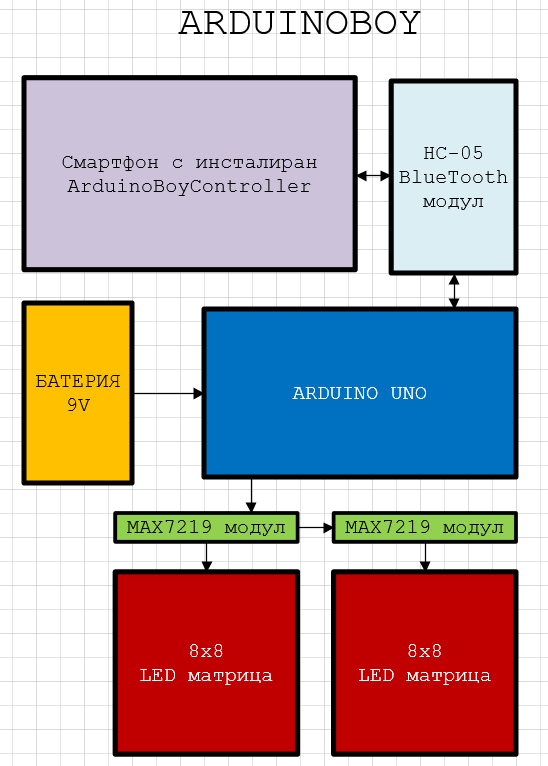 ARDUINOBOY
Смартфон с инсталиран
ArduinoBoyController
HC-05
BlueTooth
модул
БАТЕРИЯ
9V
ARDUINO UNO
MAX7219 модул
MAX7219 модул
8x8
LED матрица
8x8
LED матрица